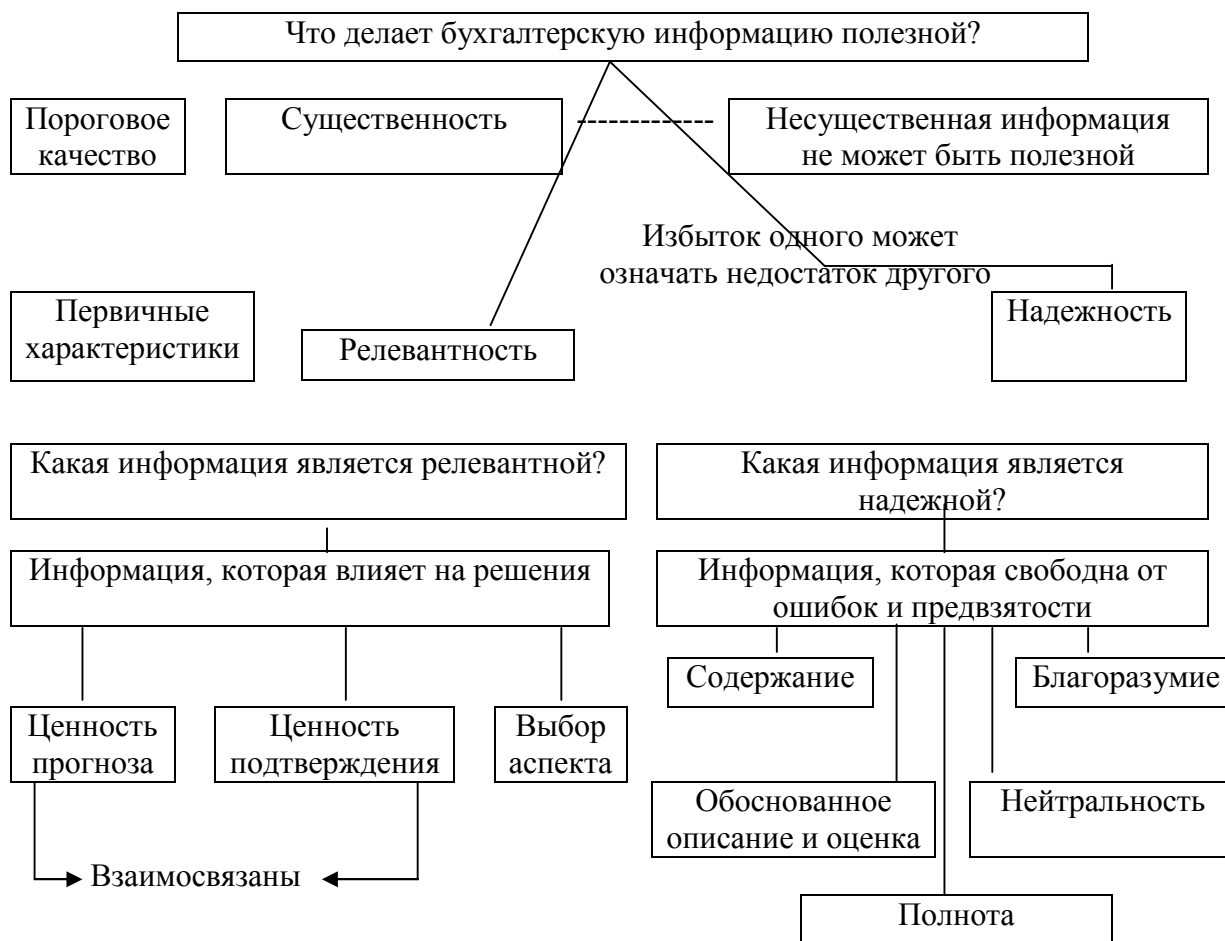 Что делает бухгалтерскую информацию полезной?
Пороговое
качество
Существенность
Несущественная информация
не может быть полезной
Избыток одного может
означать недостаток другого
Первичные
характеристики
Релевантность
Надежность
Какая информация является релевантной?
Какая информация является
надежной?
Информация, которая влияет на решения
Информация, которая свободна от
ошибок и предвзятости
Содержание
Благоразумие
Ценность
прогноза
Ценность
подтверждения
Выбор
аспекта
Обоснованное
описание и оценка
Нейтральность
Взаимосвязаны
Полнота